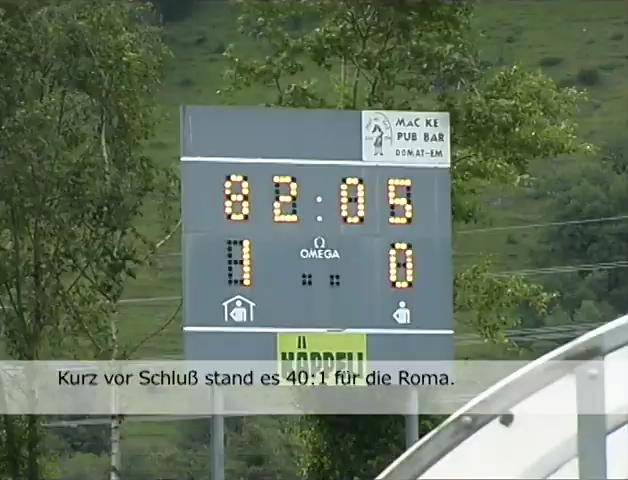 MAC KE
PUB BAR
DOMAT-EM
82:05
OMEGA
1 0
KÄPPELI
Kurz vor Schluß stand es 40:1 für die Roma.